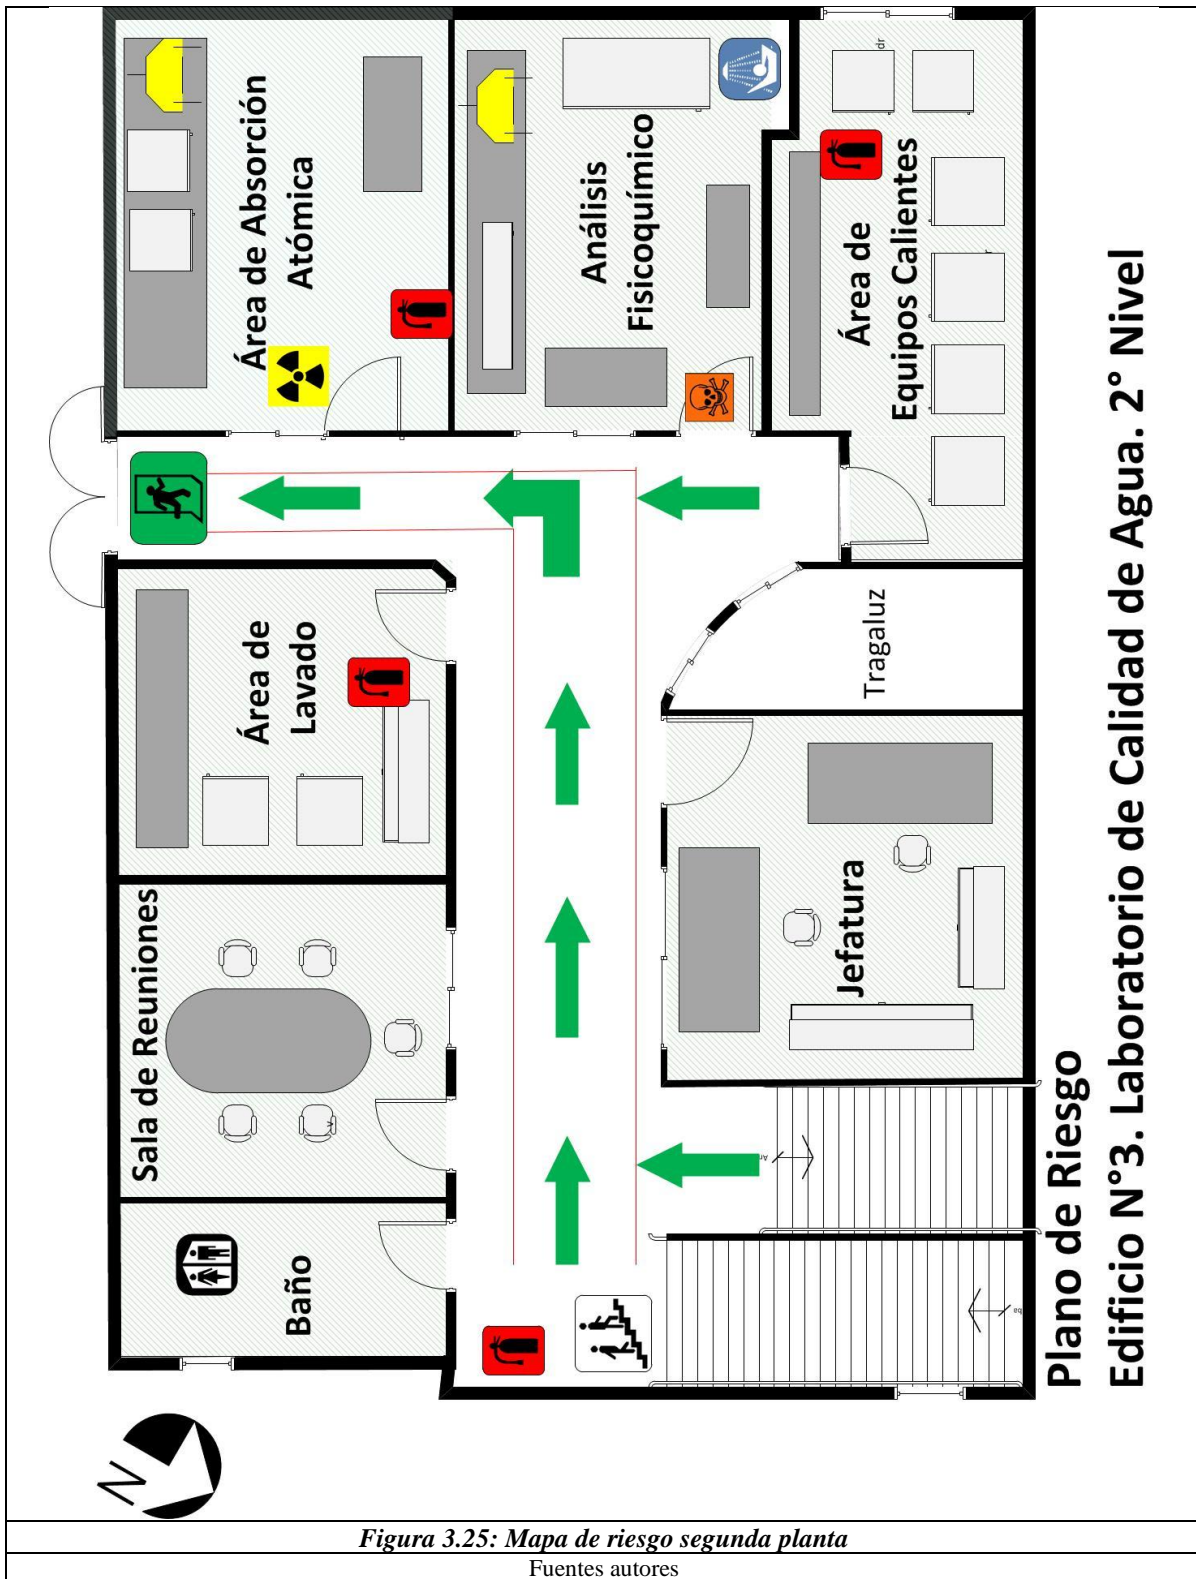 Área de Absorción
Atómica
Análisis
Fisicoquímico
Área de
Equipos Calientes
dr
Área de
Lavado
Tragaluz
Sala de Reuniones
Jefatura
Baño
N
Plano de Riesgo
Edificio N°3. Laboratorio de Calidad de Agua. 2° Nivel
Figura 3.25: Mapa de riesgo segunda planta
Fuentes autores